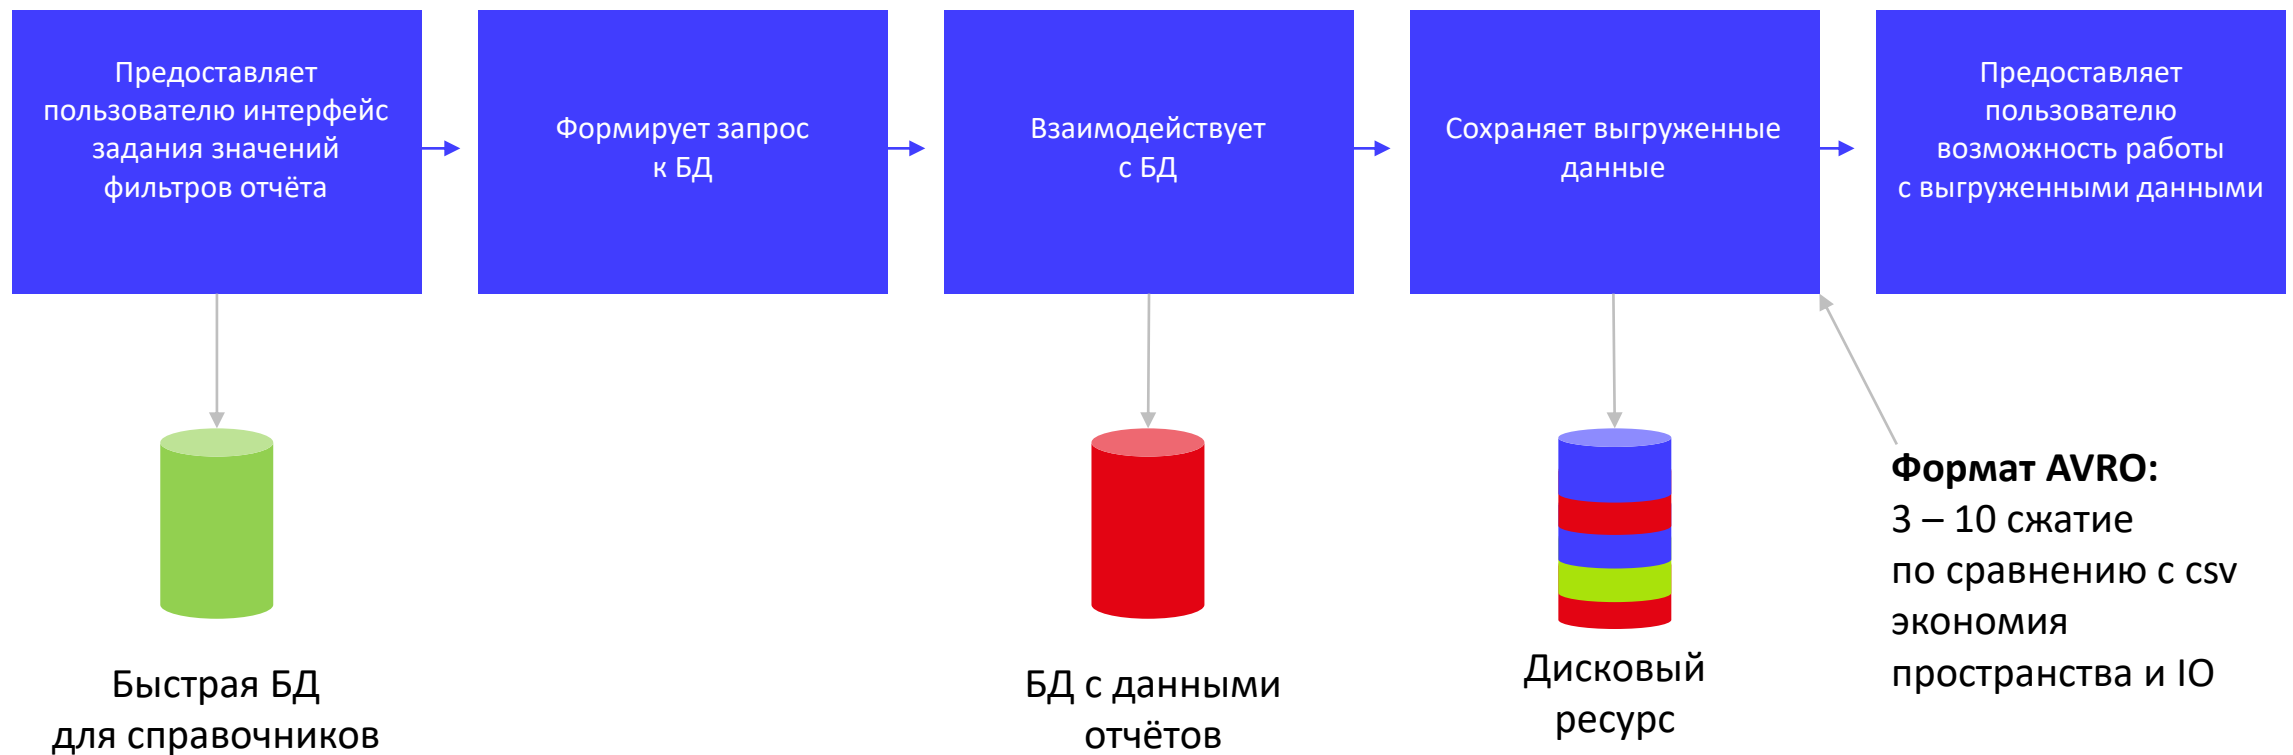 Предоставляет
пользователю интерфейс
задания значений
фильтров отчёта
Формирует запрос
к БД
Взаимодействует
с БД
Сохраняет выгруженные
данные
Предоставляет
пользователю
возможность работы
с выгруженными данными
Быстрая БД
для справочников
БД с данными
отчётов
Дисковый
ресурс
Формат AVRO:
3 – 10 сжатие
по сравнению с csv
экономия
пространства и IO